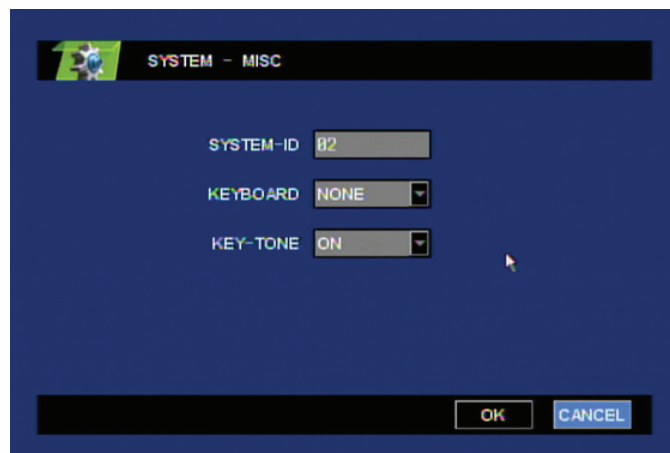 SYSTEM - MISC
SYSTEM-ID 02
KEYBOARD NONE
KEY-TONE ON
OK CANCEL